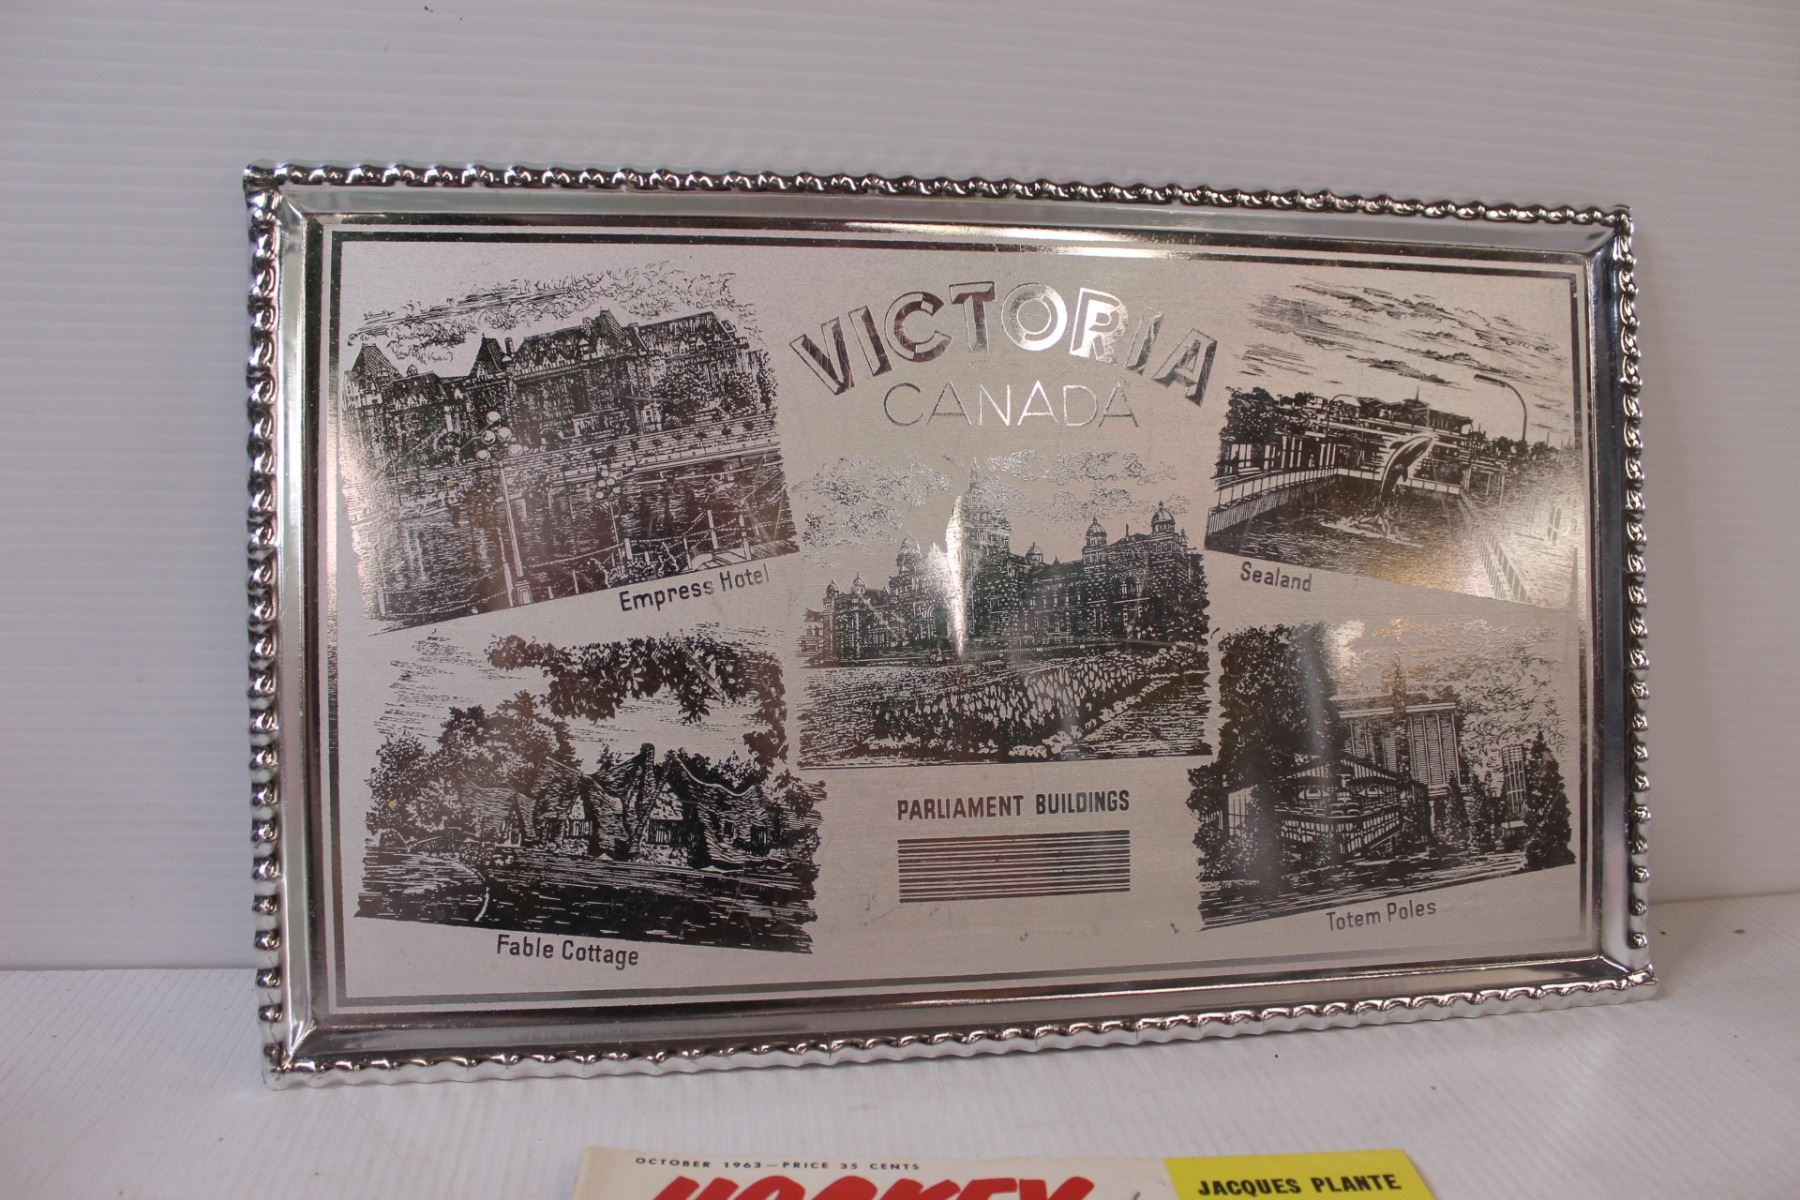 VICTORIA
CANADA
Empress Hotel
Sealand
PARLIAMENT BUILDINGS
Fable Cottage
Totem Poles
OCTOBER 1963—PRICE 35 CENTS
HOCKEY
JACQUES PLANTE